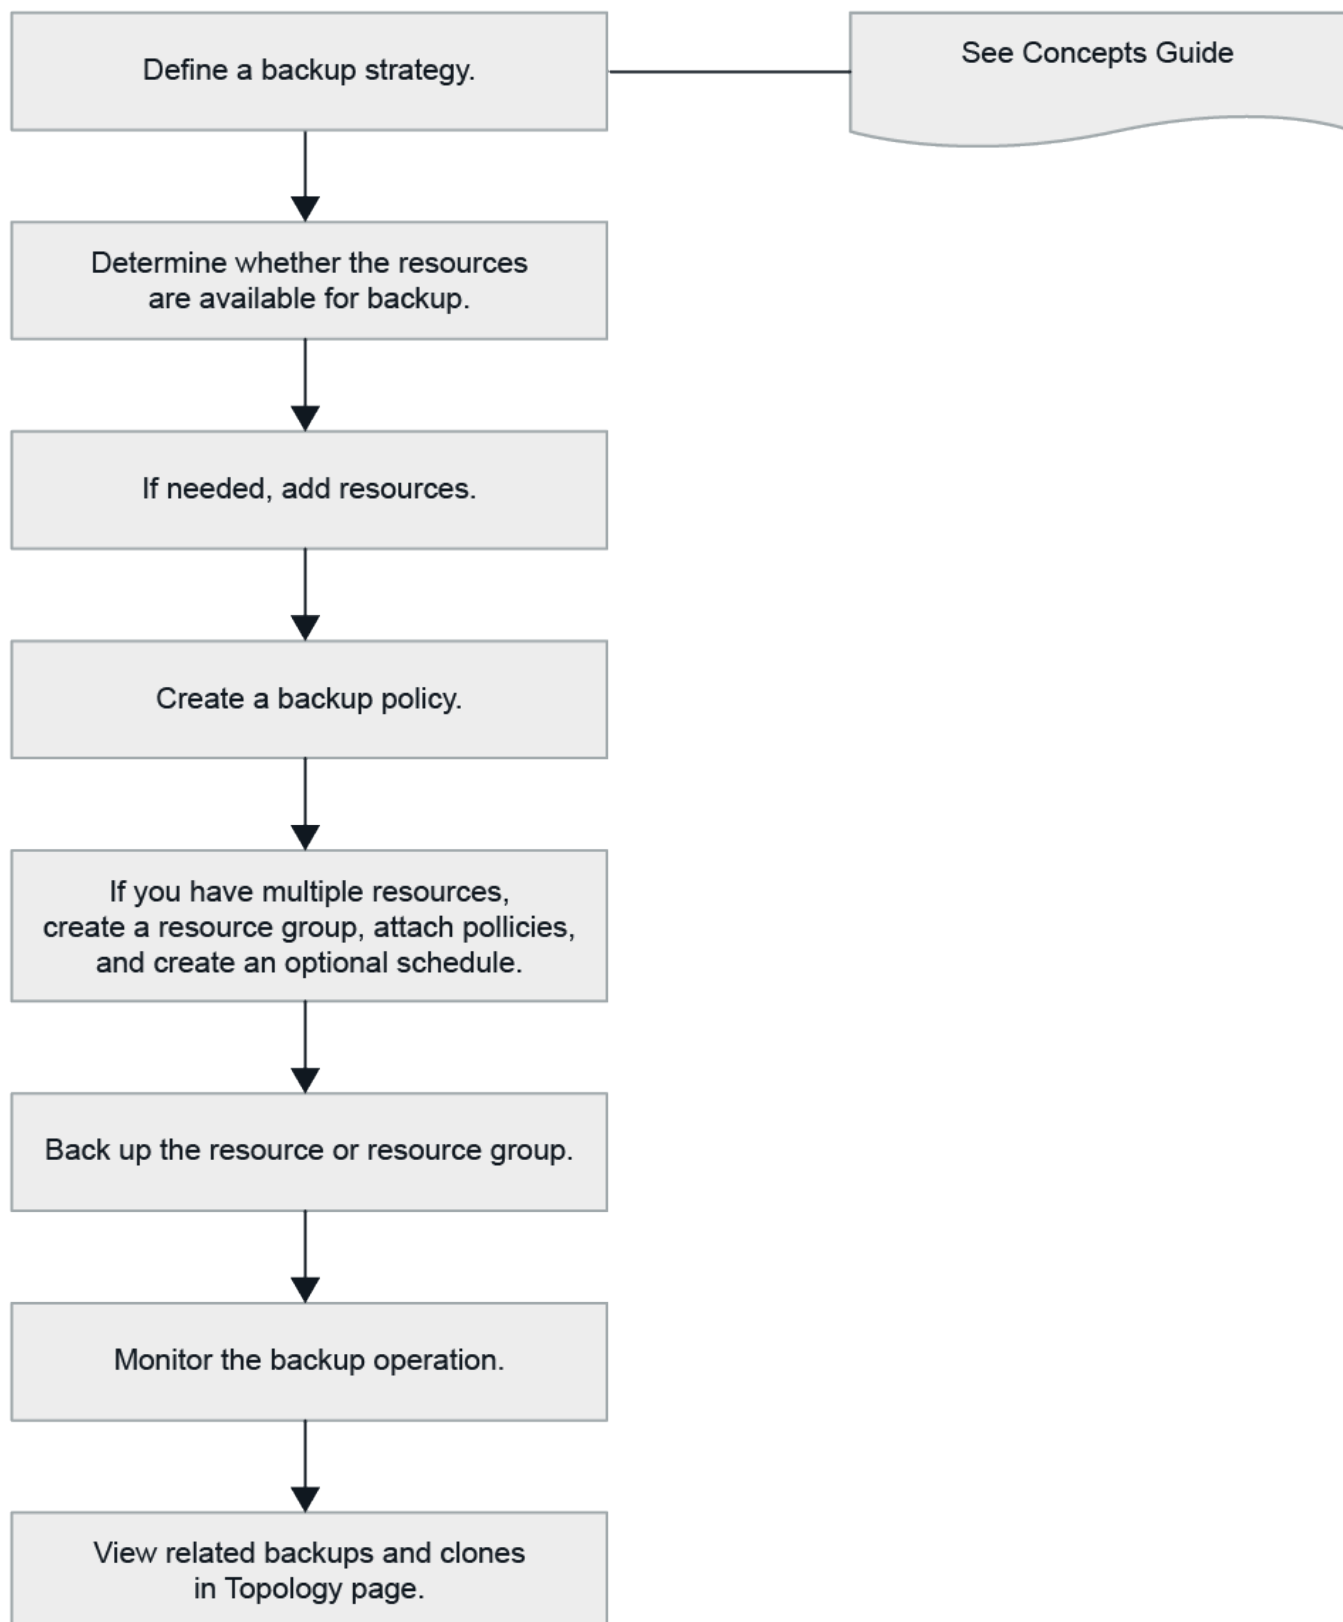 Define a backup strategy.
See Concepts Guide
Determine whether the resources
are available for backup.
If needed, add resources.
Create a backup policy.
If you have multiple resources,
create a resource group, attach pollicies,
and create an optional schedule.
Back up the resource or resource group.
Monitor the backup operation.
View related backups and clones
in Topology page.